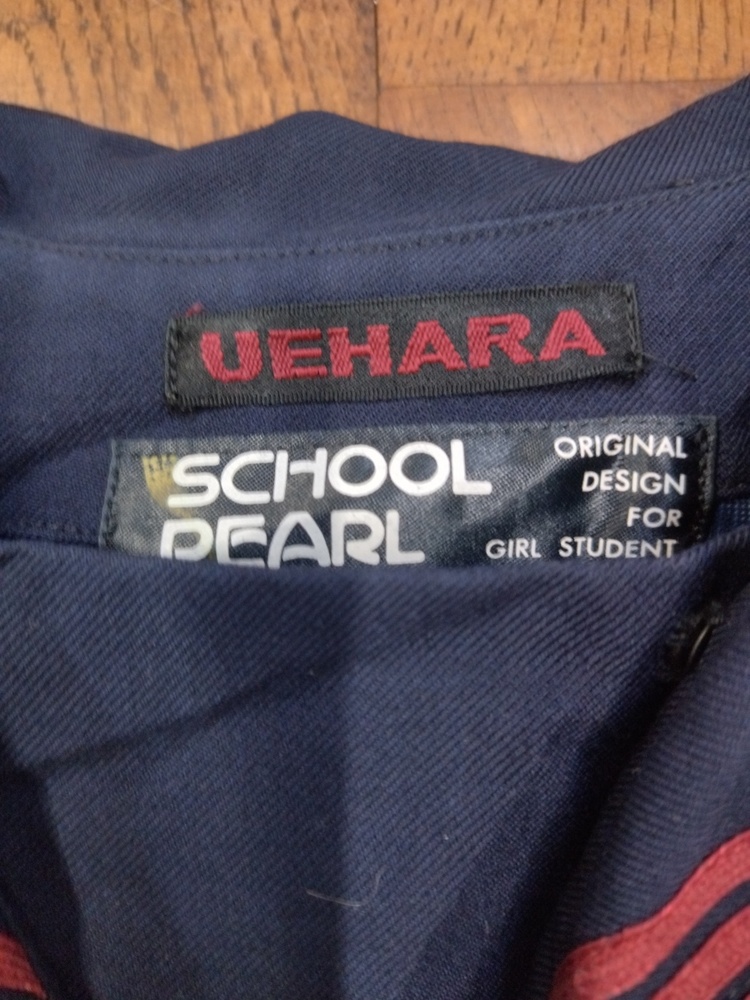 UEHARA
SCHOOL
PEARL
ORIGINAL
DESIGN
FOR
GIRL STUDENT